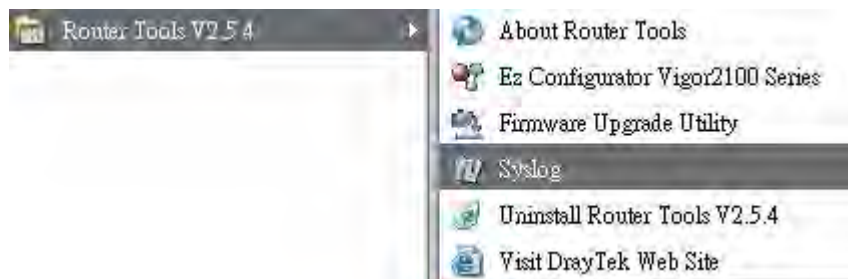 Router Tools V2.5.4
About Router Tools
Ez Configurator Vigor2100 Series
Firmware Upgrade Utility
Syslog
Uninstall Router Tools V2.5.4
Visit DrayTek Web Site